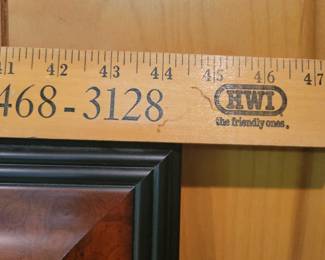 41 42 43 44 45 46 47
468-3128
HWI
the friendly ones.